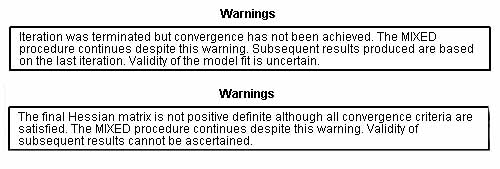 Warnings
Iteration was terminated but convergence has not been achieved. The MIXED
procedure continues despite this warning. Subsequent results produced are based
on the last iteration. Validity of the model fit is uncertain.
Warnings
The final Hessian matrix is not positive definite although all convergence criteria are
satisfied. The MIXED procedure continues despite this warning. Validity of
subsequent results cannot be ascertained.